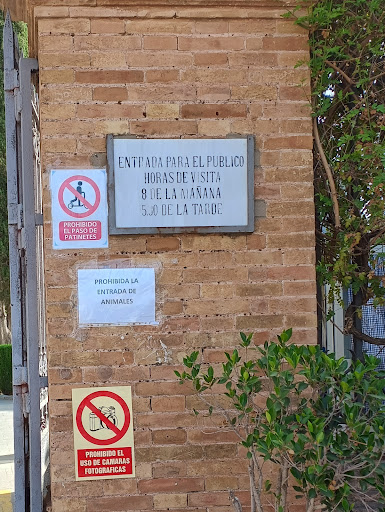 ENTRADA PARA EL PUBLICO
HORAS DE VISITA
8 DE LA MAÑANA
5.30 DE LA TARDE
PROHIBIDO
EL PASO DE
PATINETES
PROHIBIDA LA
ENTRADA DE
ANIMALES
PROHIBIDO EL
USO DE CAMARAS
FOTOGRAFICAS